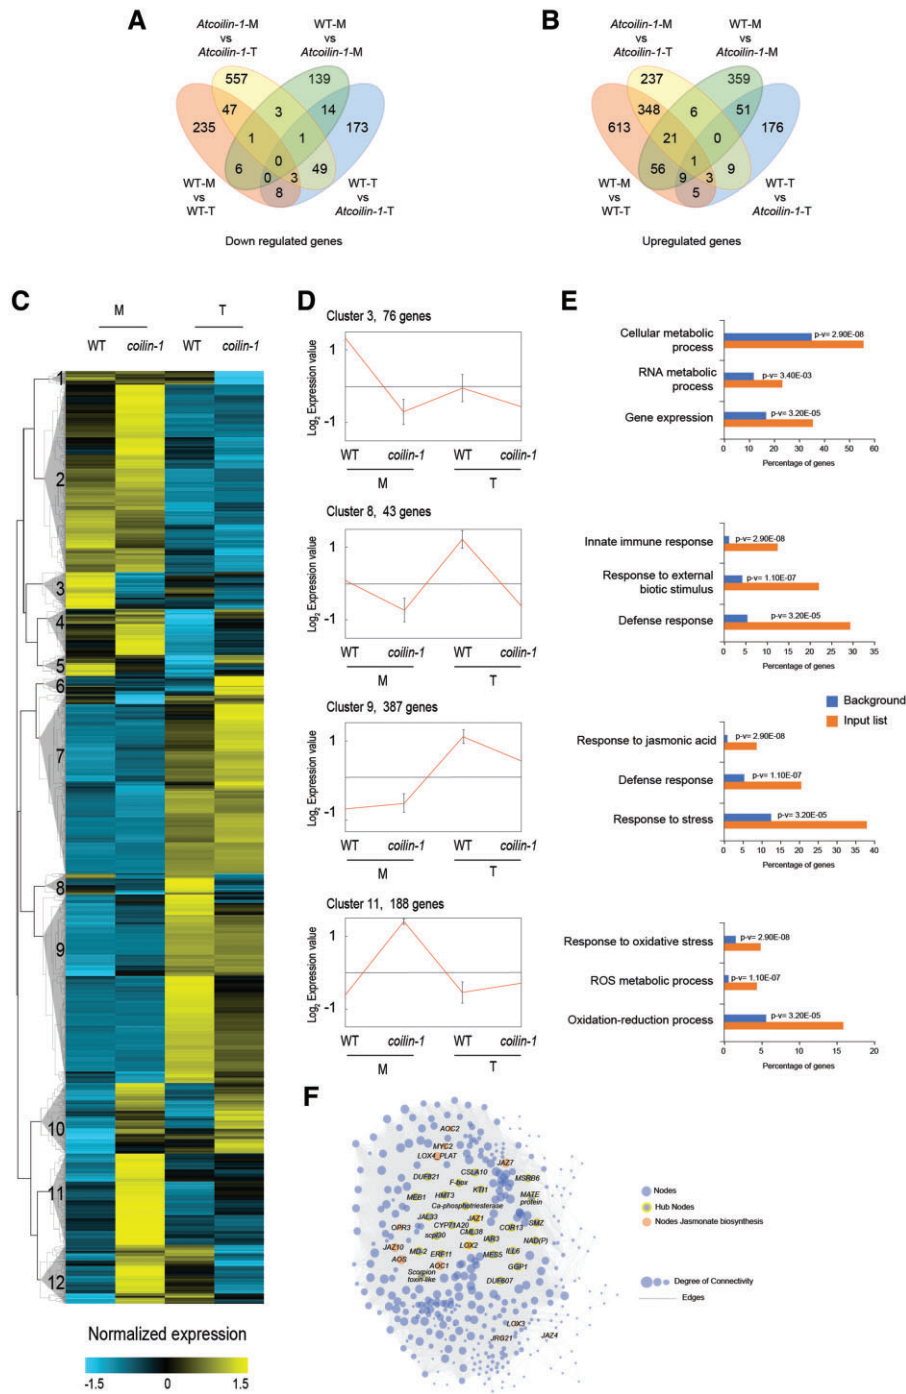 A
Atcoilin-1-M
vs
Atcoilin-1-T
WT-M
vs
Atcoilin-1-M
557
139
47
3
14
235
173
1
1
0
6
0
3
49
8
WT-M
vs
WT-T
WT-T
vs
Atcoilin-1-T
Down regulated genes
B
Atcoilin-1-M
vs
Atcoilin-1-T
WT-M
vs
Atcoilin-1-M
237
359
348
6
51
613
176
21
0
1
56
9
3
9
5
WT-M
vs
WT-T
WT-T
vs
Atcoilin-1-T
Upregulated genes
C
M
T
WT
coilin-1
WT
coilin-1
1
2
3
4
5
6
7
8
9
10
11
12
Normalized expression
-1.5
0
1.5
D
Cluster 3, 76 genes
1
-1
Log2 Expression value
WT
coilin-1
WT
coilin-1
M
T
Cluster 8, 43 genes
1
-1
Log2 Expression value
WT
coilin-1
WT
coilin-1
M
T
Cluster 9, 387 genes
1
-1
Log2 Expression value
WT
coilin-1
WT
coilin-1
M
T
Cluster 11, 188 genes
1
-1
Log2 Expression value
WT
coilin-1
WT
coilin-1
M
T
E
Cellular metabolic
process
p-v= 2.90E-08
RNA metabolic
process
p-v= 3.40E-03
Gene expression
p-v= 3.20E-05
0 10 20 30 40 50 60
Percentage of genes
Innate immune response
p-v= 2.90E-08
Response to external
biotic stimulus
p-v= 1.10E-07
Defense response
p-v= 3.20E-05
0 5 10 15 20 25 30 35
Percentage of genes
Background
Input list
Response to jasmonic acid
p-v= 2.90E-08
Defense response
p-v= 1.10E-07
Response to stress
p-v= 3.20E-05
0 5 10 15 20 25 30 35 40
Percentage of genes
Response to oxidative stress
p-v= 2.90E-08
ROS metabolic process
p-v= 1.10E-07
Oxidation-reduction process
p-v= 3.20E-05
0 5 10 15 20
Percentage of genes
F
AOC2
MYC2
LOX4_PLAT
JAZ7
DUF821
CSLA10
MSRB6
F-box
KTI1
MEB1
HMT3
MATE
protein
Ca-phosphotriesterase
JAL33
JAZ1
OPR3
CYP71A20
COR13
SMZ
scpl30
CML38
IAR3
NAD(P)
JAZ10
LOX2
MD-2
ERF11
MES5
ILL6
AOS
AOC1
GGP1
Scorpion
toxin-like
DUF607
LOX3
JRG21
JAZ4
Nodes
Hub Nodes
Nodes Jasmonate biosynthesis
Degree of Connectivity
Edges